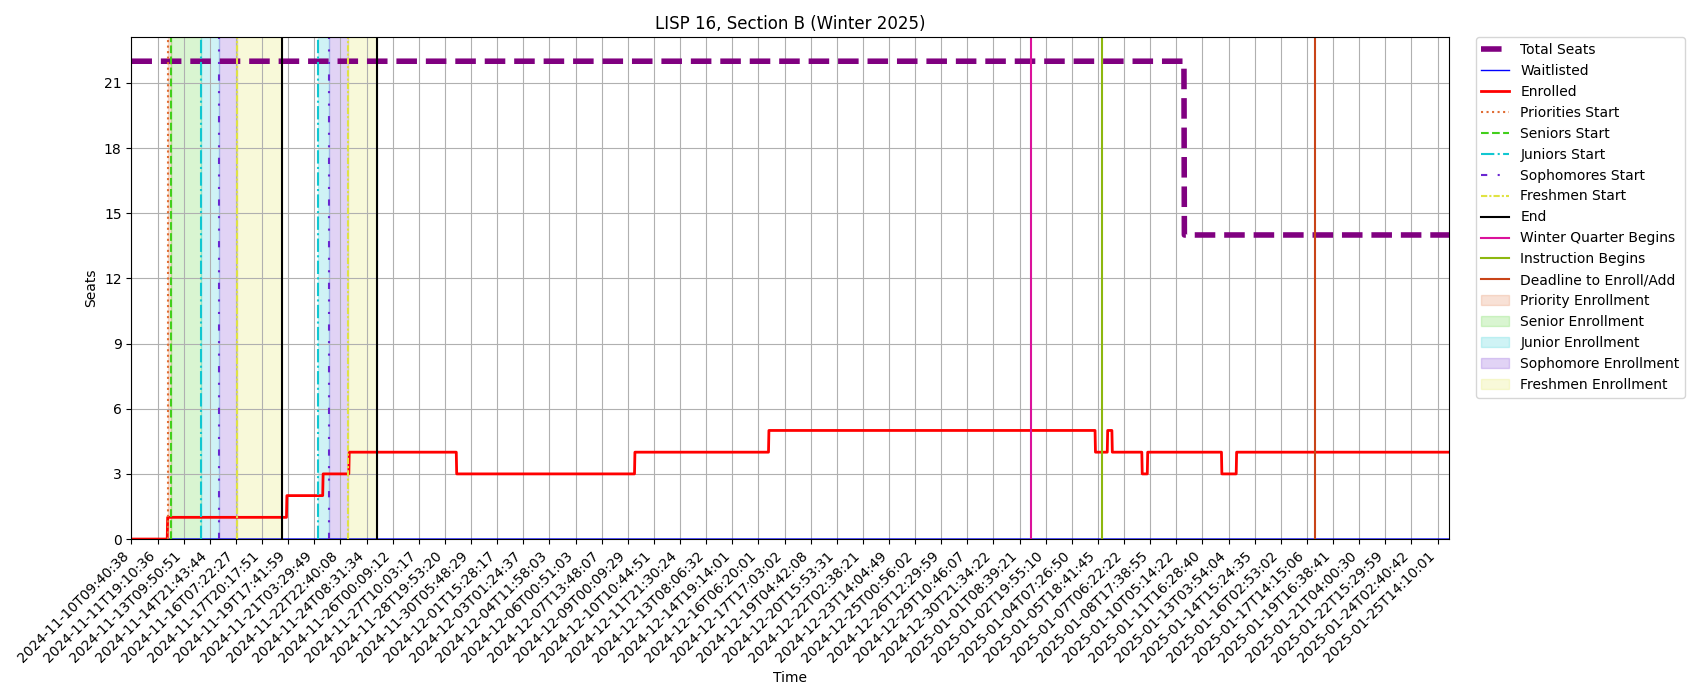 LISP 16, Section B (Winter 2025)
Seats
21
18
15
12
9
6
3
0
2024-11-10T09:40:38
2024-11-11T19:10:36
2024-11-13T09:50:51
2024-11-14T21:43:44
2024-11-16T07:22:27
2024-11-17T20:17:51
2024-11-19T17:41:59
2024-11-21T03:29:49
2024-11-22T22:40:08
2024-11-24T08:31:34
2024-11-26T00:09:12
2024-11-27T10:03:17
2024-11-28T19:53:20
2024-11-30T05:48:29
2024-12-01T15:28:17
2024-12-03T01:24:37
2024-12-04T11:58:03
2024-12-06T00:51:03
2024-12-07T13:48:07
2024-12-09T00:09:29
2024-12-10T10:44:51
2024-12-11T21:30:24
2024-12-13T08:06:32
2024-12-14T19:14:01
2024-12-16T06:20:01
2024-12-17T17:03:02
2024-12-19T04:42:08
2024-12-20T15:53:31
2024-12-22T02:38:21
2024-12-23T14:04:49
2024-12-25T00:56:02
2024-12-26T12:29:59
2024-12-29T10:46:07
2024-12-30T21:34:22
2025-01-01T08:39:21
2025-01-02T19:55:10
2025-01-04T07:26:50
2025-01-05T18:41:45
2025-01-07T06:22:22
2025-01-08T17:38:55
2025-01-10T05:14:22
2025-01-11T16:28:40
2025-01-13T03:54:04
2025-01-14T15:24:35
2025-01-16T02:53:02
2025-01-17T14:15:06
2025-01-19T16:38:41
2025-01-21T04:00:30
2025-01-22T15:29:59
2025-01-24T02:40:42
2025-01-25T14:10:01
Time
Total Seats
Waitlisted
Enrolled
Priorities Start
Seniors Start
Juniors Start
Sophomores Start
Freshmen Start
End
Winter Quarter Begins
Instruction Begins
Deadline to Enroll/Add
Priority Enrollment
Senior Enrollment
Junior Enrollment
Sophomore Enrollment
Freshmen Enrollment